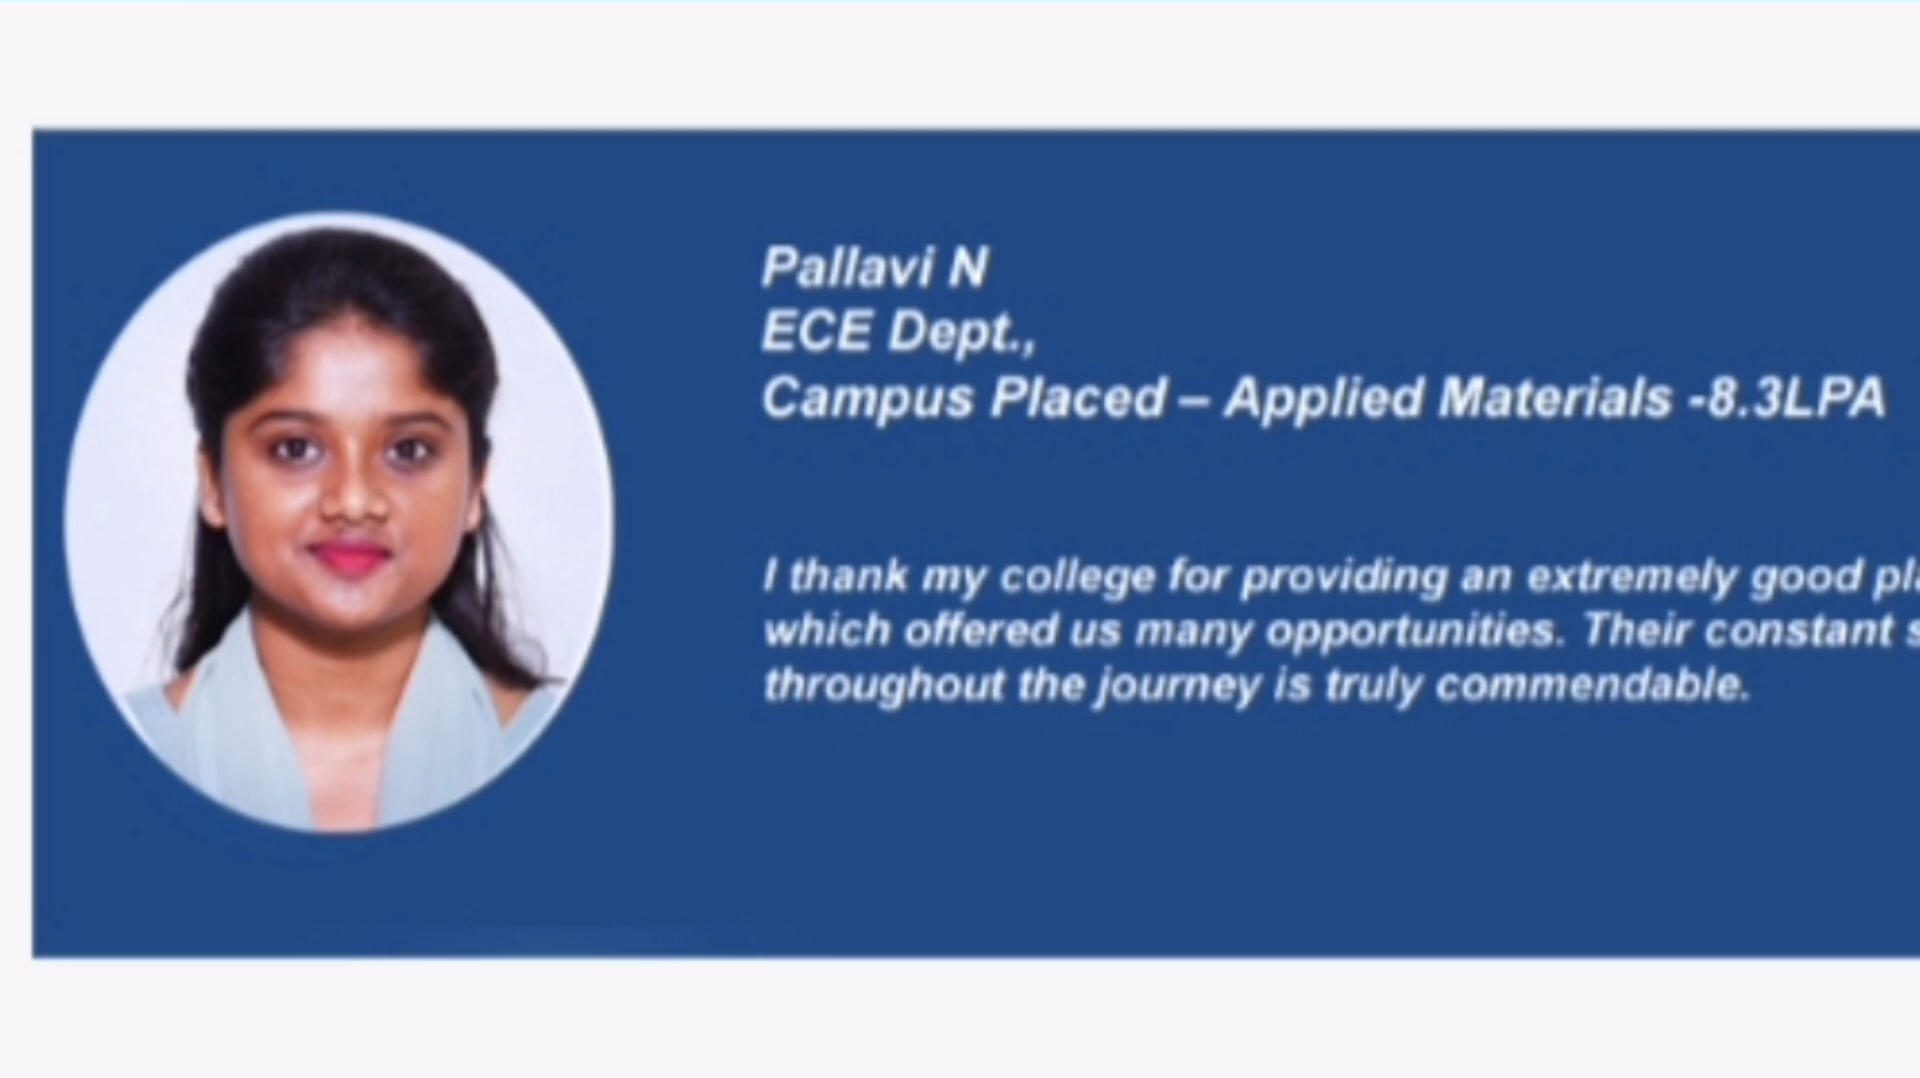 Pallavi N
ECE Dept.,
Campus Placed – Applied Materials -8.3LPA
I thank my college for providing an extremely good
which offered us many opportunities. Their constant
throughout the journey is truly commendable.